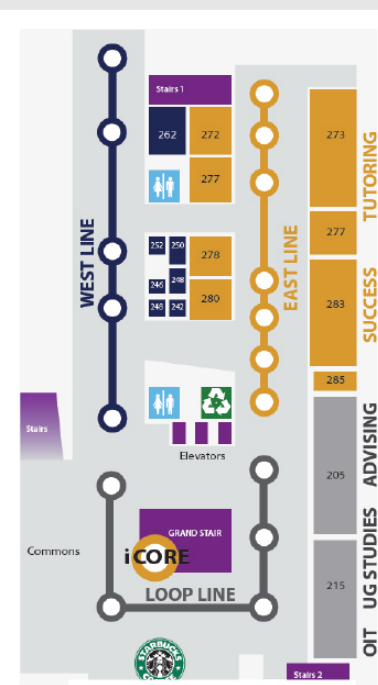 Stairs 1
262
272
273
277
TUTORING
252
250
278
277
WEST LINE
EAST LINE
246
248
280
283
SUCCESS
248
242
285
Stairs
Elevators
205
ADVISING
Commons
GRAND STAIR
iCORE
LOOP LINE
215
UG STUDIES
OIT
STARBUCKS
Stairs 2